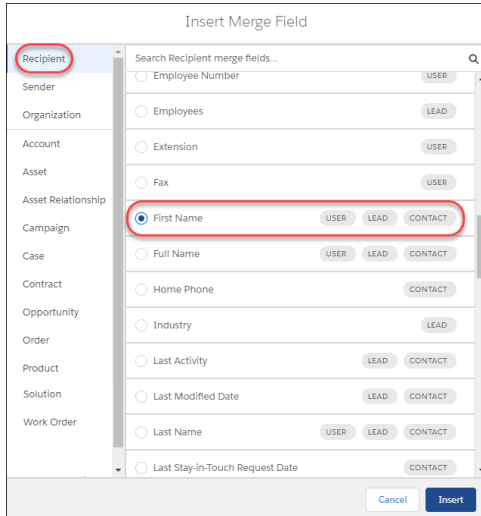 Insert Merge Field
Recipient
Sender
Organization
Account
Asset
Asset Relationship
Campaign
Case
Contract
Opportunity
Order
Product
Solution
Work Order
Search Recipient merge fields...
Employee Number USER
Employees LEAD
Extension USER
Fax USER
First Name USER LEAD CONTACT
Full Name USER LEAD CONTACT
Home Phone CONTACT
Industry LEAD
Last Activity LEAD CONTACT
Last Modified Date LEAD CONTACT
Last Name USER LEAD CONTACT
Last Stay-in-Touch Request Date CONTACT
Cancel Insert